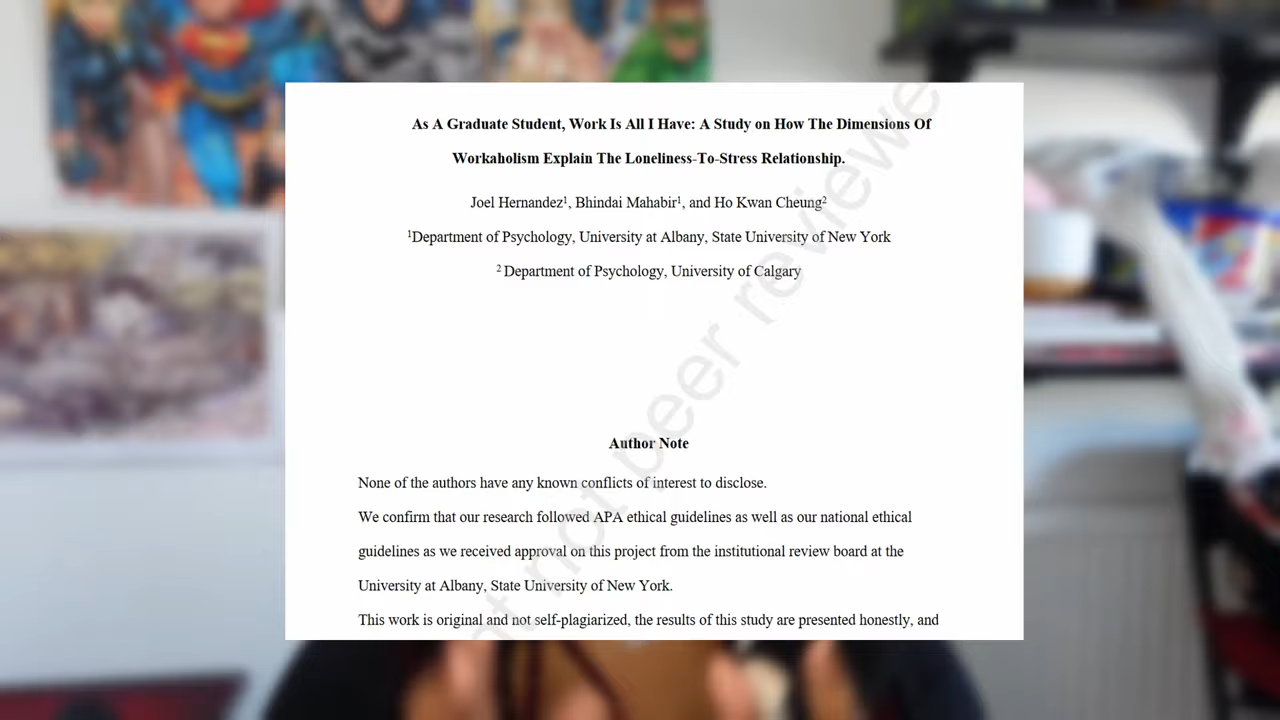 As A Graduate Student, Work Is All I Have: A Study on How The Dimensions Of
Workaholism Explain The Loneliness-To-Stress Relationship.
Joel Hernandez¹, Bhindai Mahabir¹, and Ho Kwan Cheung²
¹Department of Psychology, University at Albany, State University of New York
² Department of Psychology, University of Calgary
Author Note
None of the authors have any known conflicts of interest to disclose.
We confirm that our research followed APA ethical guidelines as well as our national ethical
guidelines as we received approval on this project from the institutional review board at the
University at Albany, State University of New York.
This work is original and not self-plagiarized, the results of this study are presented honestly, and
not peer reviewe